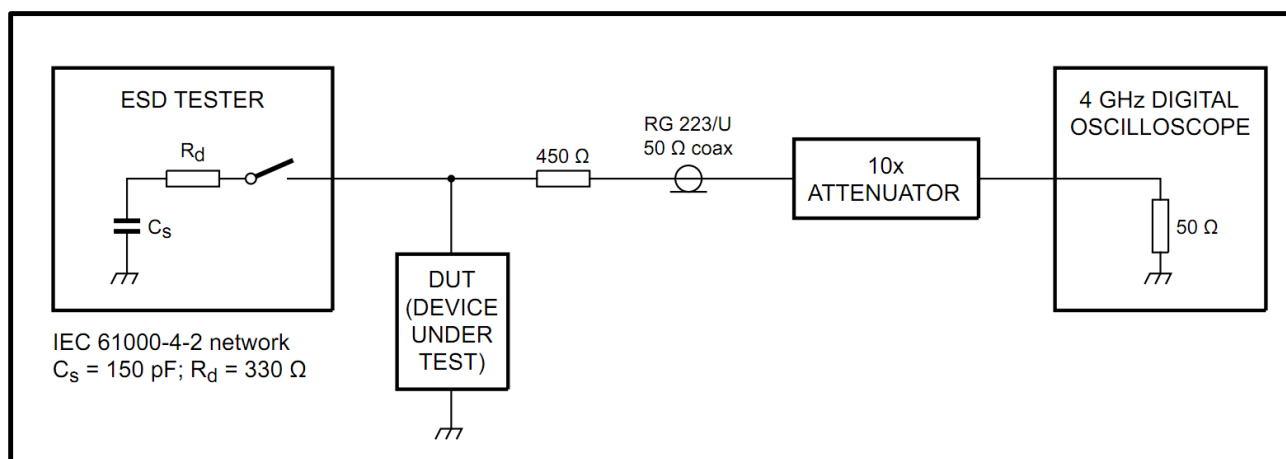 ESD TESTER
R_d
C_s
IEC 61000-4-2 network
C_s = 150 pF; R_d = 330 Ω
DUT
(DEVICE
UNDER
TEST)
450 Ω
RG 223/U
50 Ω coax
10x
ATTENUATOR
4 GHz DIGITAL
OSCILLOSCOPE
50 Ω